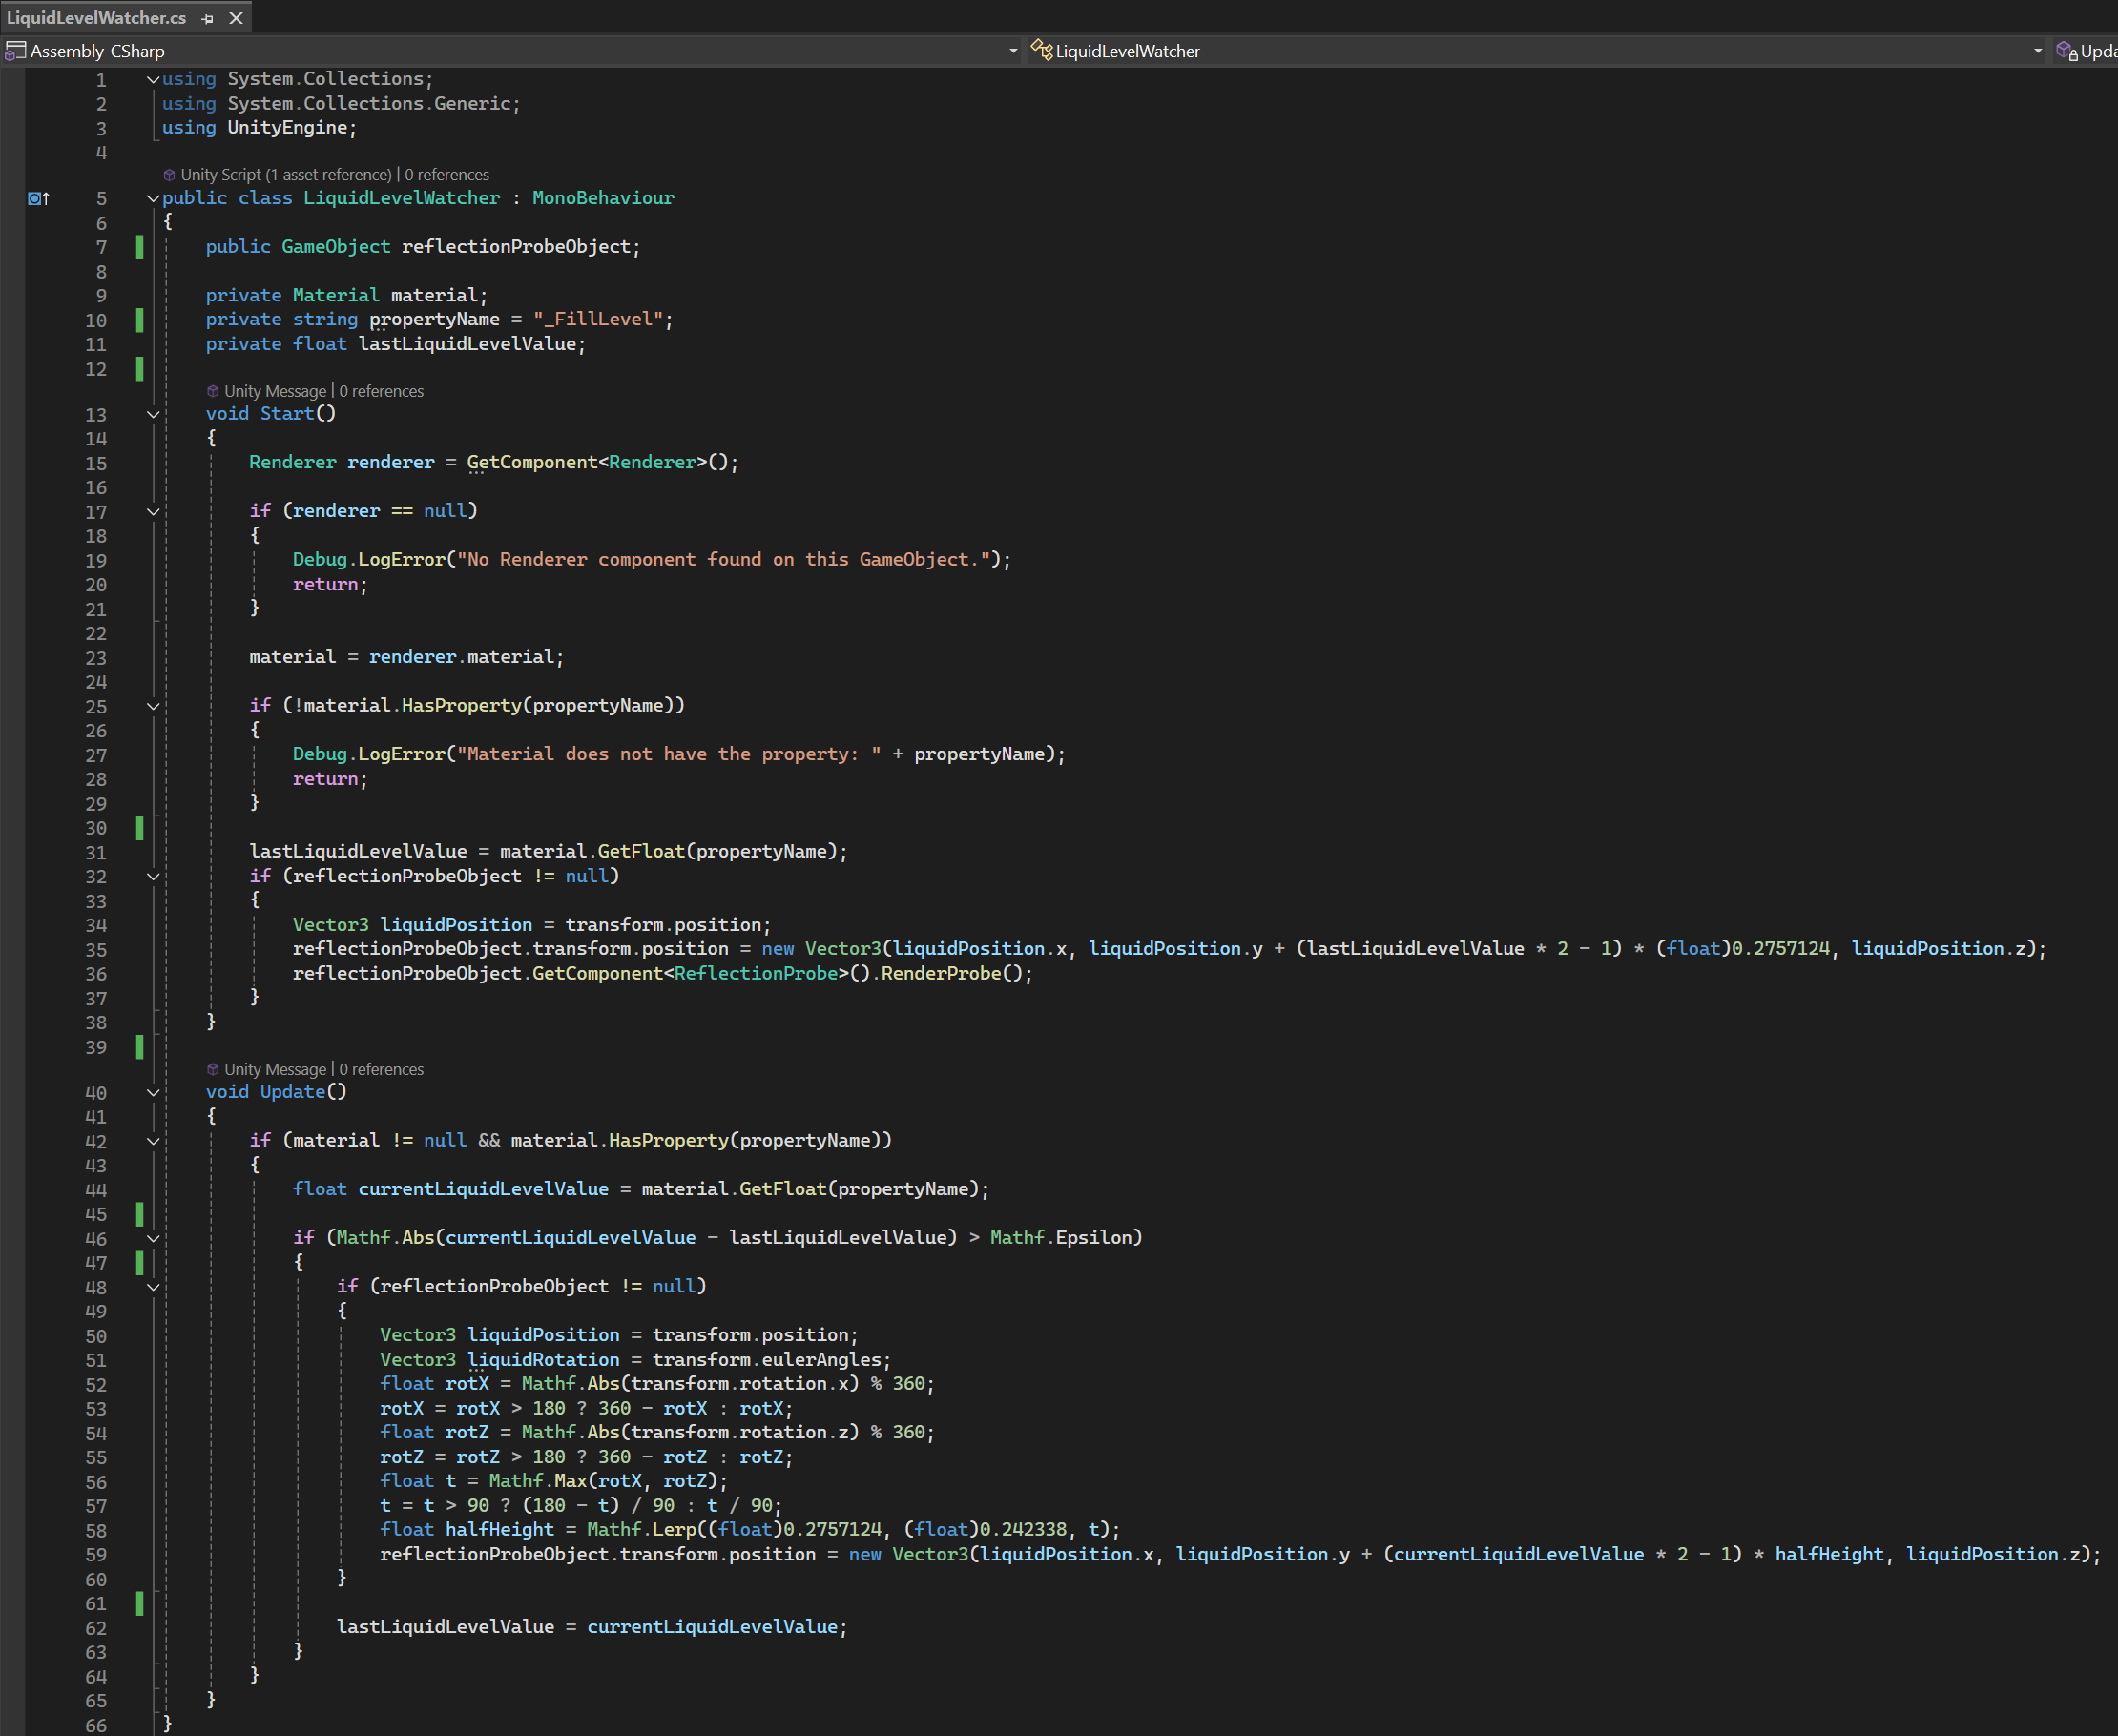 LiquidLevelWatcher.cs
Assembly-CSharp LiquidLevelWatcher Upda
1 using System.Collections;
2 using System.Collections.Generic;
3 using UnityEngine;
4
Unity Script (1 asset reference) | 0 references
5 public class LiquidLevelWatcher : MonoBehaviour
6 {
7 public GameObject reflectionProbeObject;
8
9 private Material material;
10 private string propertyName = "_FillLevel";
11 private float lastLiquidLevelValue;
12
Unity Message | 0 references
13 void Start()
14 {
15 Renderer renderer = GetComponent<Renderer>();
16
17 if (renderer == null)
18 {
19 Debug.LogError("No Renderer component found on this GameObject.");
20 return;
21 }
22
23 material = renderer.material;
24
25 if (!material.HasProperty(propertyName))
26 {
27 Debug.LogError("Material does not have the property: " + propertyName);
28 return;
29 }
30
31 lastLiquidLevelValue = material.GetFloat(propertyName);
32 if (reflectionProbeObject != null)
33 {
34 Vector3 liquidPosition = transform.position;
35 reflectionProbeObject.transform.position = new Vector3(liquidPosition.x, liquidPosition.y + (lastLiquidLevelValue * 2 - 1) * (float)0.2757124, liquidPosition.z);
36 reflectionProbeObject.GetComponent<ReflectionProbe>().RenderProbe();
37 }
38 }
39
Unity Message | 0 references
40 void Update()
41 {
42 if (material != null && material.HasProperty(propertyName))
43 {
44 float currentLiquidLevelValue = material.GetFloat(propertyName);
45
46 if (Mathf.Abs(currentLiquidLevelValue - lastLiquidLevelValue) > Mathf.Epsilon)
47 {
48 if (reflectionProbeObject != null)
49 {
50 Vector3 liquidPosition = transform.position;
51 Vector3 liquidRotation = transform.eulerAngles;
52 float rotX = Mathf.Abs(transform.rotation.x) % 360;
53 rotX = rotX > 180 ? 360 - rotX : rotX;
54 float rotZ = Mathf.Abs(transform.rotation.z) % 360;
55 rotZ = rotZ > 180 ? 360 - rotZ : rotZ;
56 float t = Mathf.Max(rotX, rotZ);
57 t = t > 90 ? (180 - t) / 90 : t / 90;
58 float halfHeight = Mathf.Lerp((float)0.2757124, (float)0.242338, t);
59 reflectionProbeObject.transform.position = new Vector3(liquidPosition.x, liquidPosition.y + (currentLiquidLevelValue * 2 - 1) * halfHeight, liquidPosition.z);
60 }
61
62 lastLiquidLevelValue = currentLiquidLevelValue;
63 }
64 }
65 }
66 }